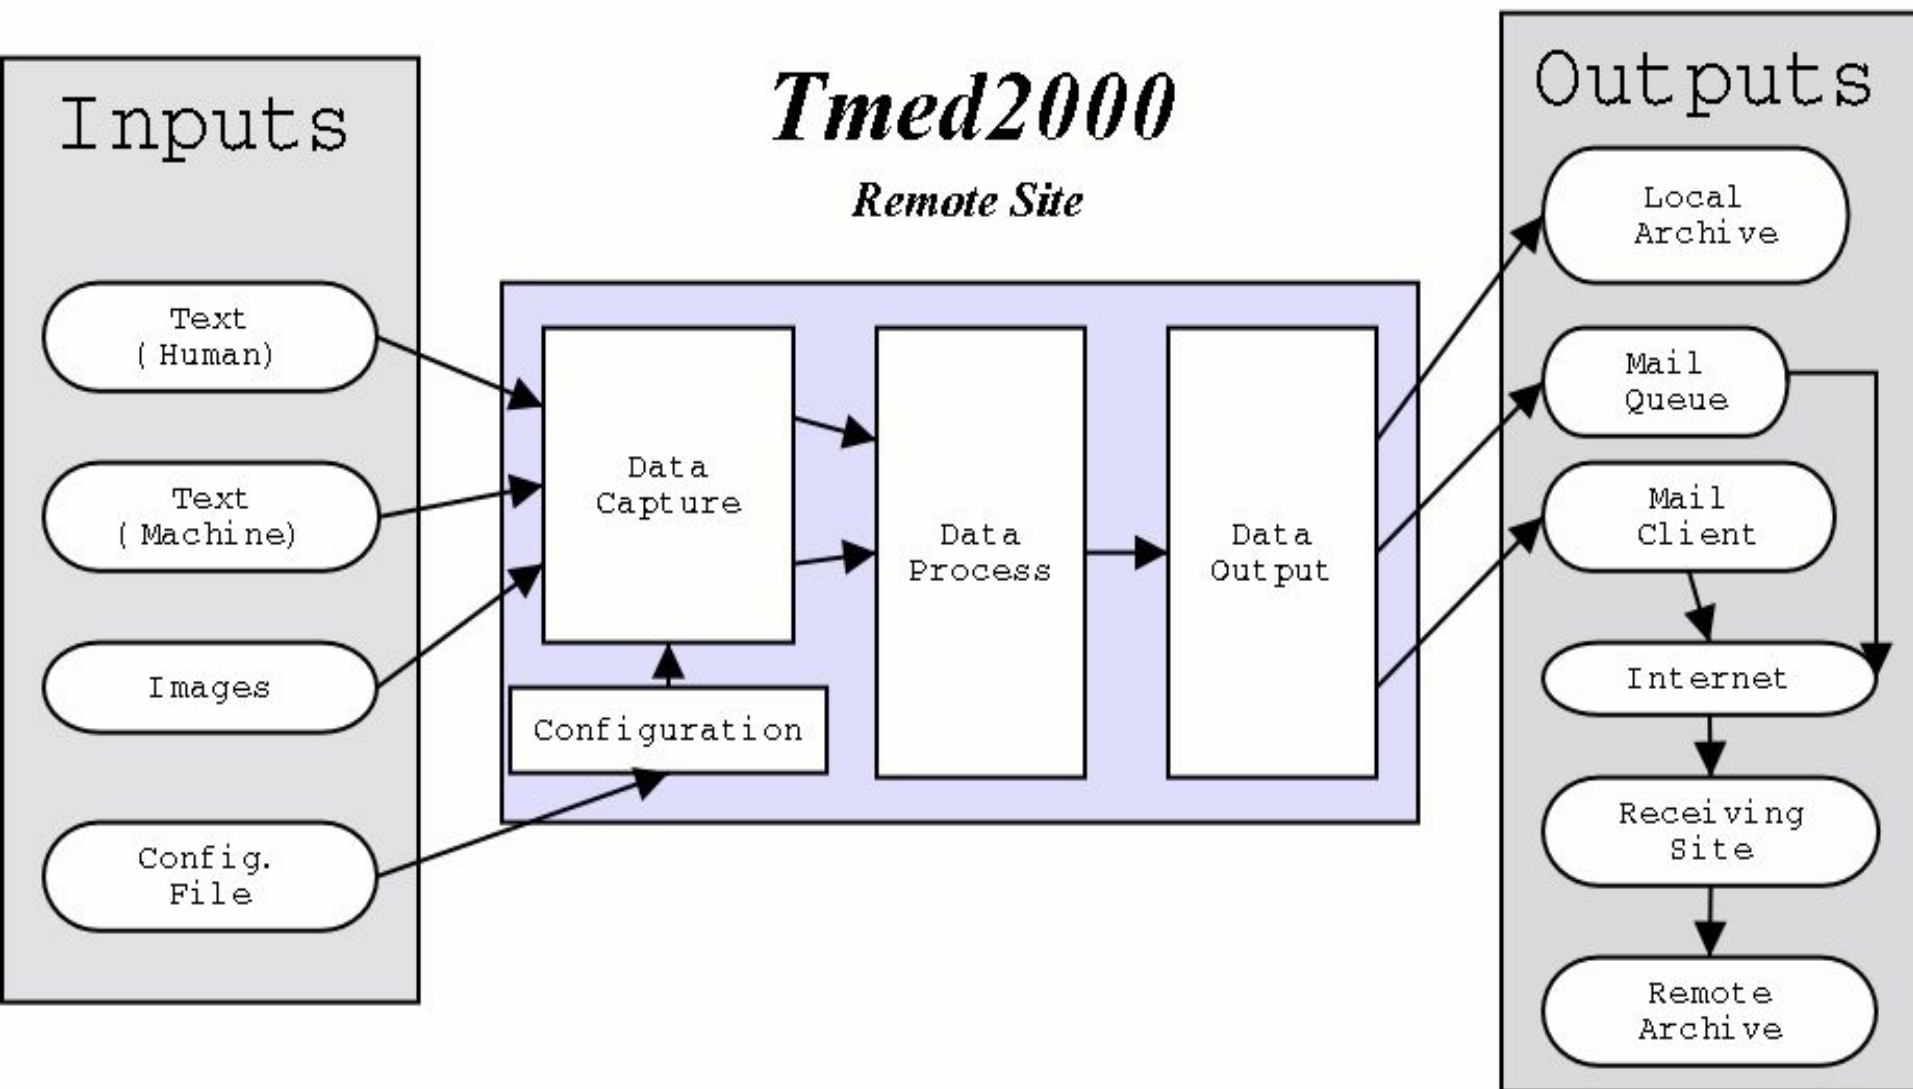 Inputs
Text
(Human)
Text
(Machine)
Images
Config.
File
Tmed2000
Remote Site
Data
Capture
Configuration
Data
Process
Data
Output
Outputs
Local
Archive
Mail
Queue
Mail
Client
Internet
Receiving
Site
Remote
Archive